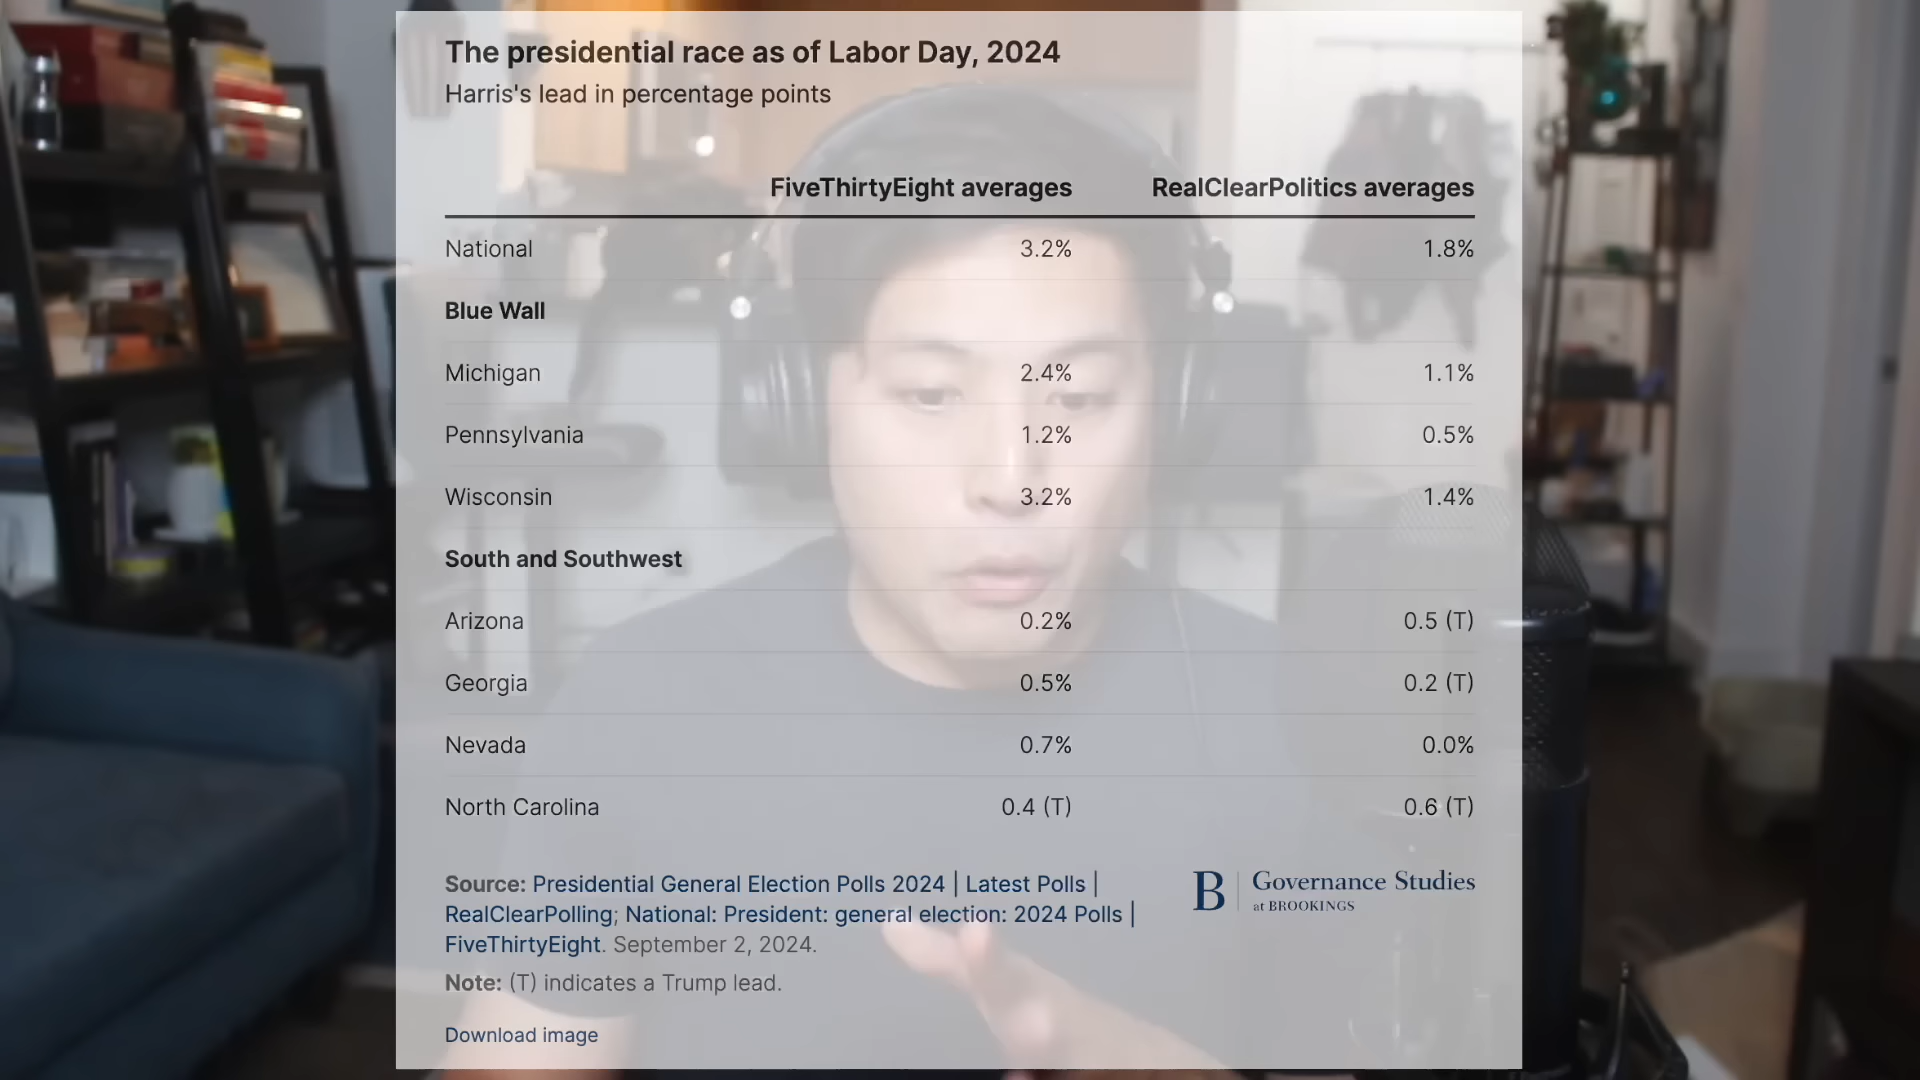 The presidential race as of Labor Day, 2024
Harris's lead in percentage points
FiveThirtyEight averages RealClearPolitics averages
National 3.2% 1.8%
Blue Wall
Michigan 2.4% 1.1%
Pennsylvania 1.2% 0.5%
Wisconsin 3.2% 1.4%
South and Southwest
Arizona 0.2% 0.5 (T)
Georgia 0.5% 0.2 (T)
Nevada 0.7% 0.0%
North Carolina 0.4 (T) 0.6 (T)
Source: Presidential General Election Polls 2024 | Latest Polls |
RealClearPolling; National: President: general election: 2024 Polls |
FiveThirtyEight. September 2, 2024.
Note: (T) indicates a Trump lead.
Download image
B | Governance Studies
at BROOKINGS